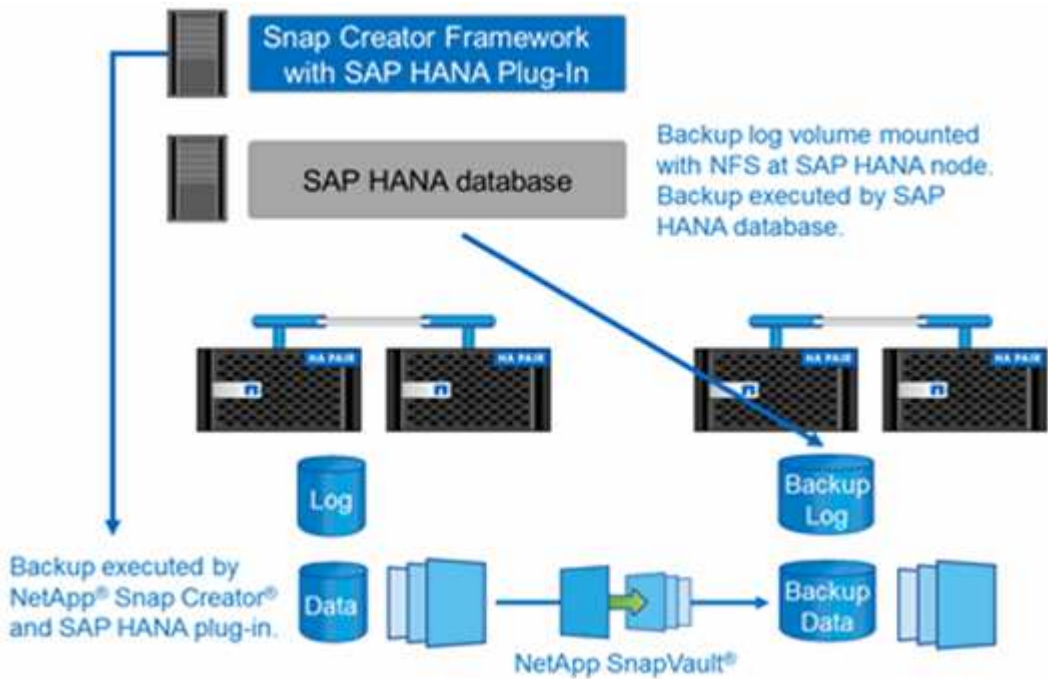 Snap Creator Framework
with SAP HANA Plug-In
SAP HANA database
Backup log volume mounted
with NFS at SAP HANA node.
Backup executed by SAP
HANA database.
HA PAIR
HA PAIR
HA PAIR
HA PAIR
Log
Backup
Log
Backup executed by
NetApp® Snap Creator®
and SAP HANA plug-in.
Data
Backup
Data
NetApp SnapVault®